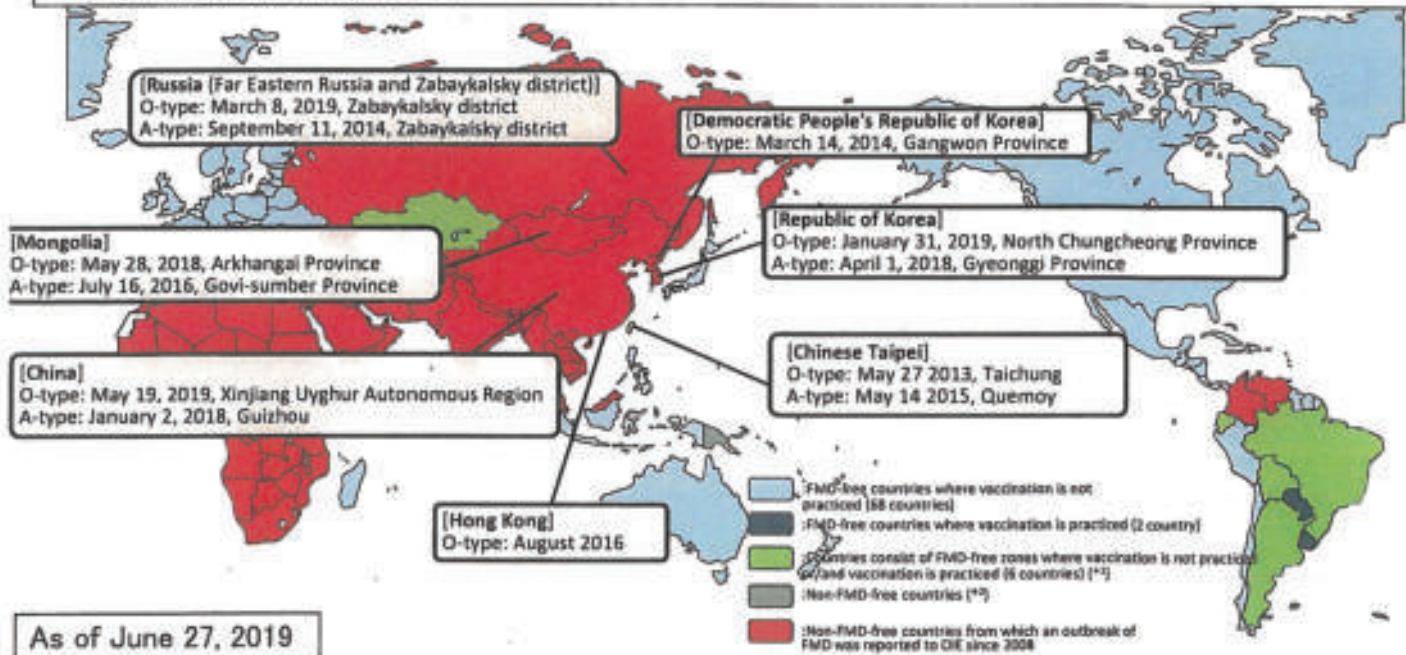 [Russia (Far Eastern Russia and Zabaykalsky district)]
O-type: March 8, 2019, Zabaykalsky district
A-type: September 11, 2014, Zabaykalsky district
[Democratic People's Republic of Korea]
O-type: March 14, 2014, Gangwon Province
[Republic of Korea]
O-type: January 31, 2019, North Chungcheong Province
A-type: April 1, 2018, Gyeonggi Province
[Mongolia]
O-type: May 28, 2018, Arkhangai Province
A-type: July 16, 2016, Govi-sumber Province
[Chinese Taipei]
O-type: May 27 2013, Taichung
A-type: May 14 2015, Quemoy
[China]
O-type: May 19, 2019, Xinjiang Uyghur Autonomous Region
A-type: January 2, 2018, Guizhou
[Hong Kong]
O-type: August 2016
:FMD-free countries where vaccination is not
practiced (68 countries)
:FMD-free countries where vaccination is practiced (2 country)
:Countries consist of FMD-free zones where vaccination is not practiced
or/and vaccination is practiced (6 countries) (*¹)
:Non-FMD-free countries (*²)
:Non-FMD-free countries from which an outbreak of
FMD was reported to OIE since 2008
As of June 27, 2019